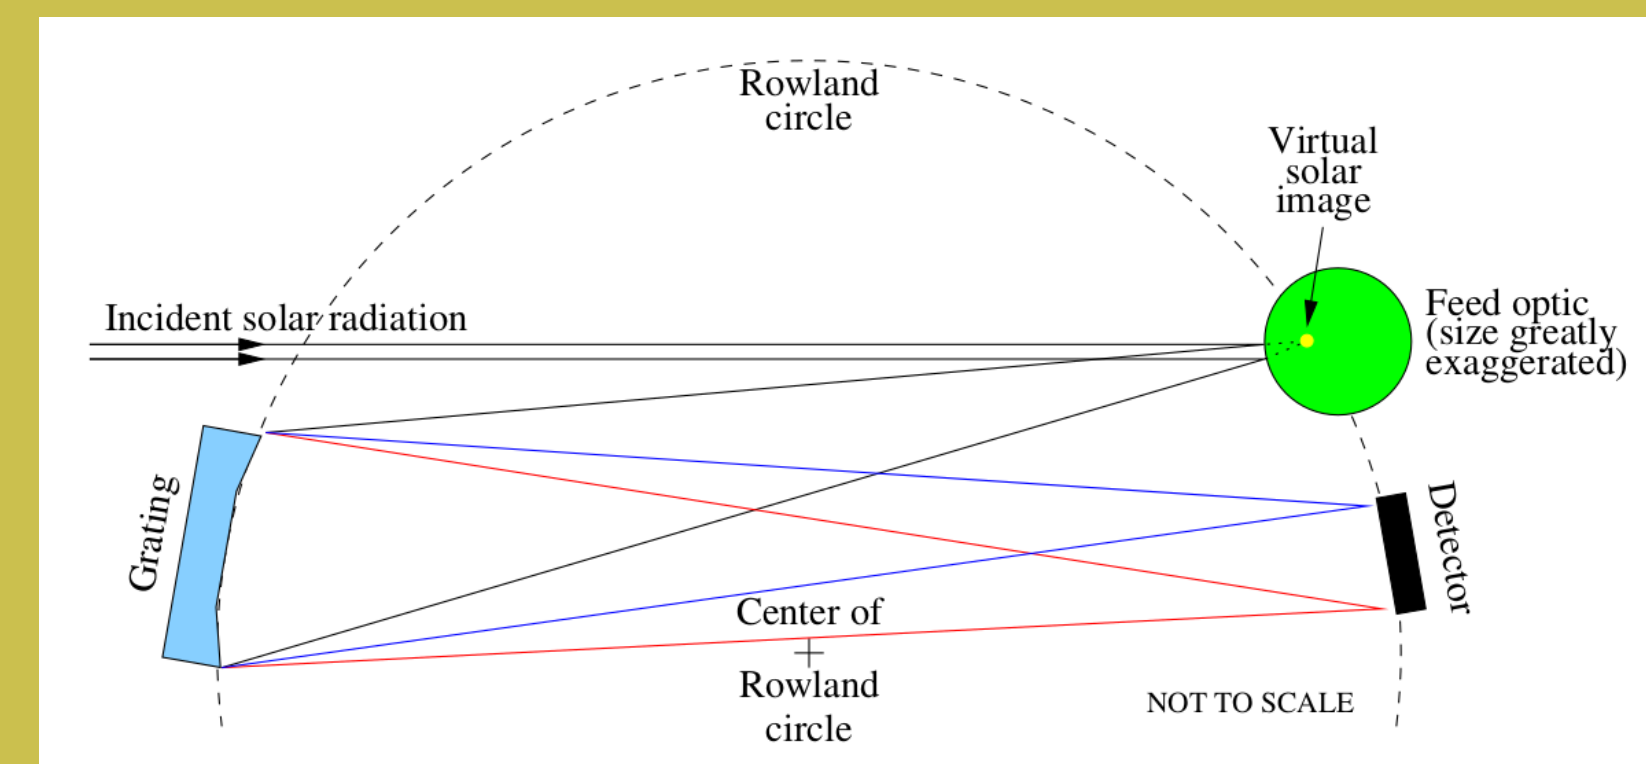 Rowland
circle
Virtual
solar
image
Incident solar radiation
Feed optic
(size greatly
exaggerated)
Grating
Detector
Center of
Rowland
circle
NOT TO SCALE